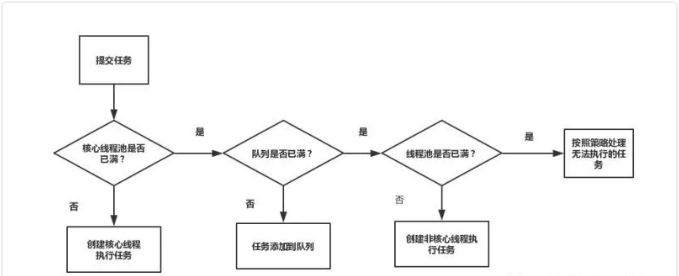 提交任务
核心线程池是否
已满？
是
队列是否已满？
是
线程池是否已满？
是
按照策略处理
无法执行的任
务
否
创建核心线程
执行任务
否
任务添加到队列
否
创建非核心线程执
行任务